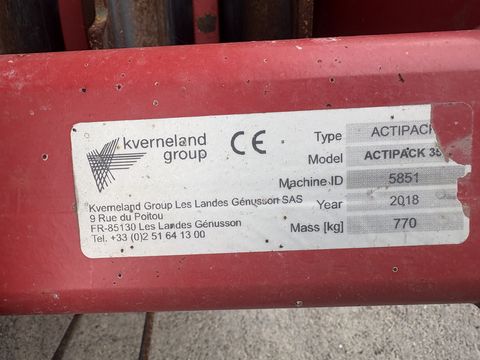 kverneland
group
CE
Type ACTIPACK
Model ACTIPACK 35
Machine ID 5851
Year 2018
Mass [kg] 770
Kverneland Group Les Landes Génusson SAS
9 Rue du Poitou
FR-85130 Les Landes Génusson
Tel. +33 (0)2 51 64 13 00